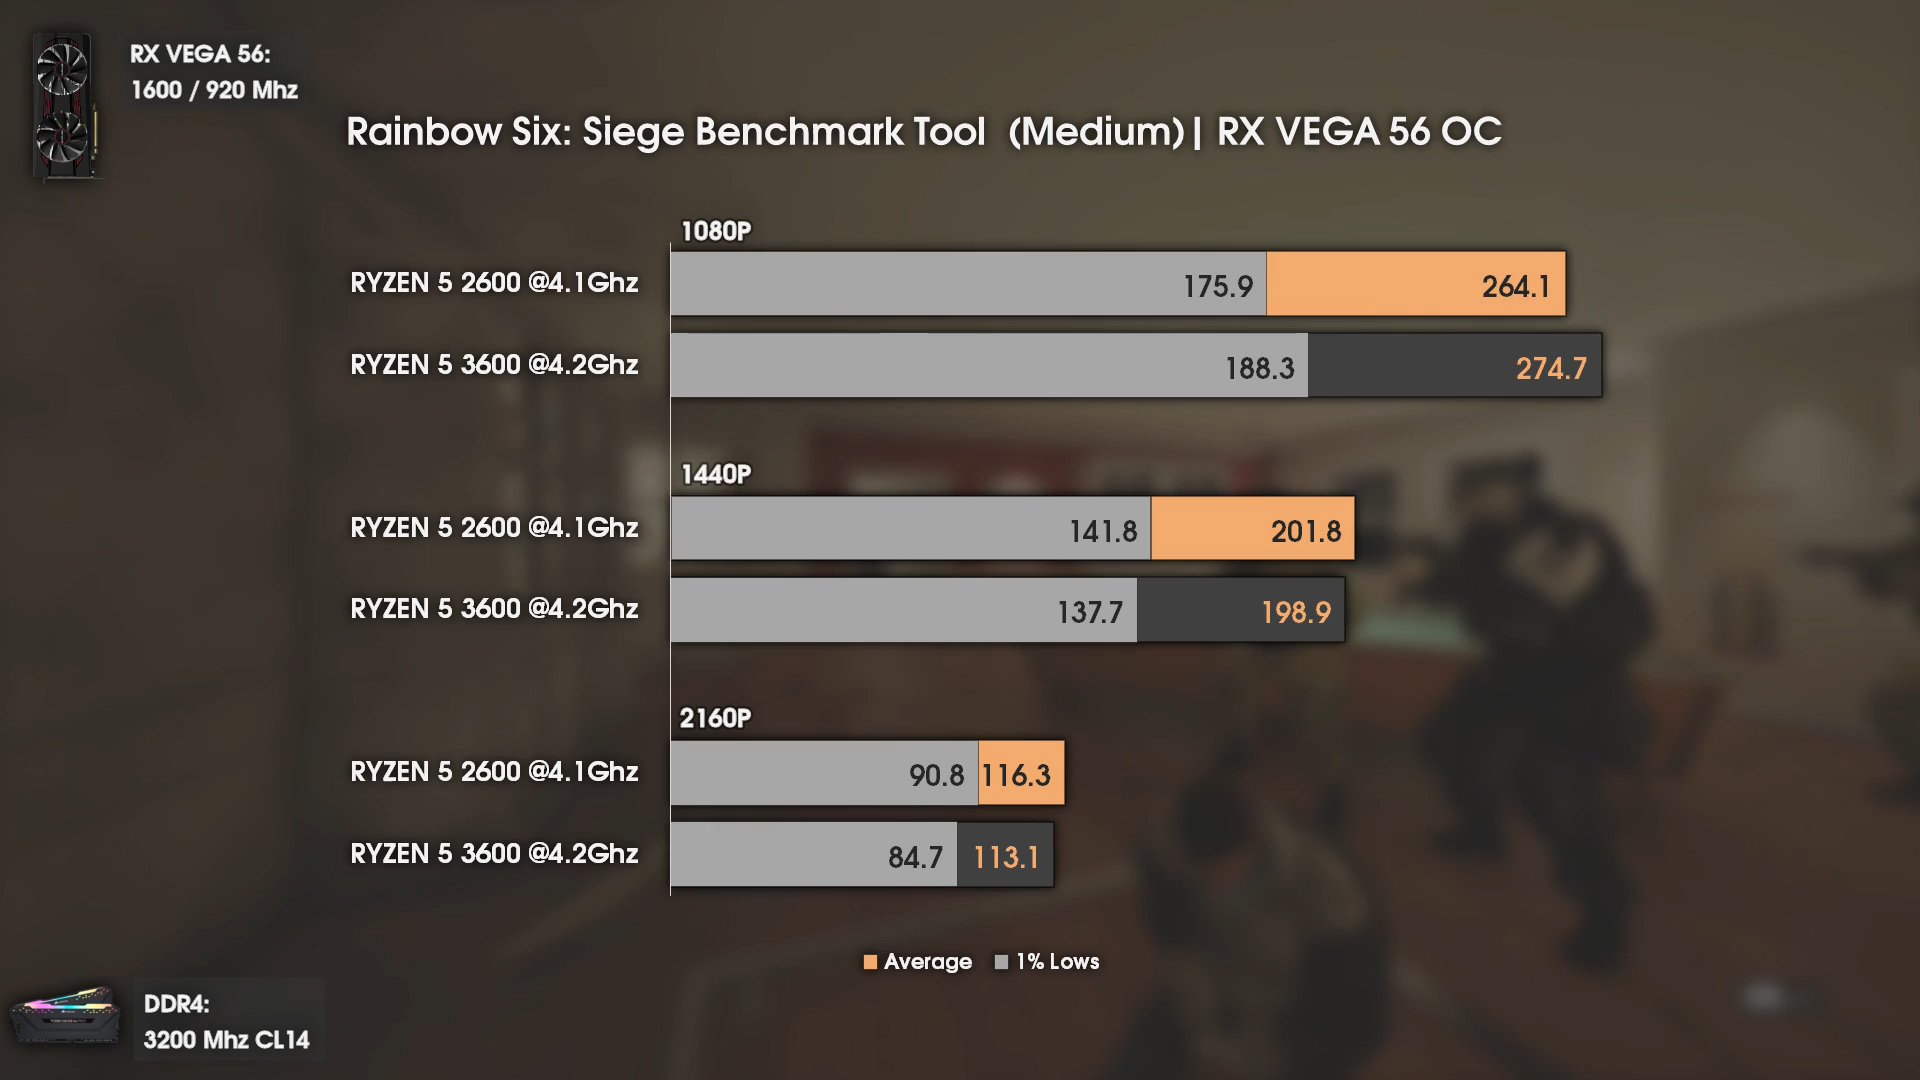 RX VEGA 56:
1600 / 920 Mhz
Rainbow Six: Siege Benchmark Tool (Medium)| RX VEGA 56 OC
1080P
RYZEN 5 2600 @4.1Ghz 175.9 264.1
RYZEN 5 3600 @4.2Ghz 188.3 274.7
1440P
RYZEN 5 2600 @4.1Ghz 141.8 201.8
RYZEN 5 3600 @4.2Ghz 137.7 198.9
2160P
RYZEN 5 2600 @4.1Ghz 90.8 116.3
RYZEN 5 3600 @4.2Ghz 84.7 113.1
Average 1% Lows
DDR4:
3200 Mhz CL14